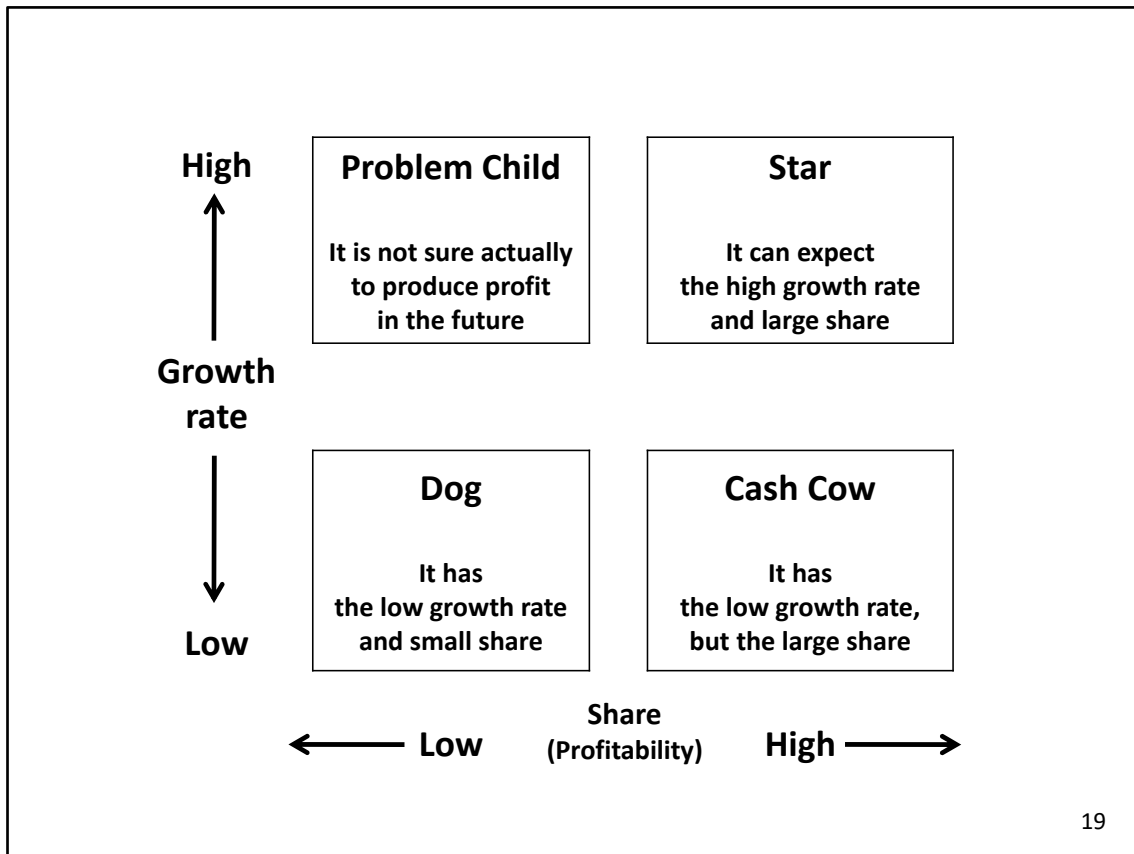 High
Problem Child
It is not sure actually
to produce profit
in the future
Star
It can expect
the high growth rate
and large share
Growth
rate
Low
Dog
It has
the low growth rate
and small share
Cash Cow
It has
the low growth rate,
but the large share
Low
Share
(Profitability)
High
19